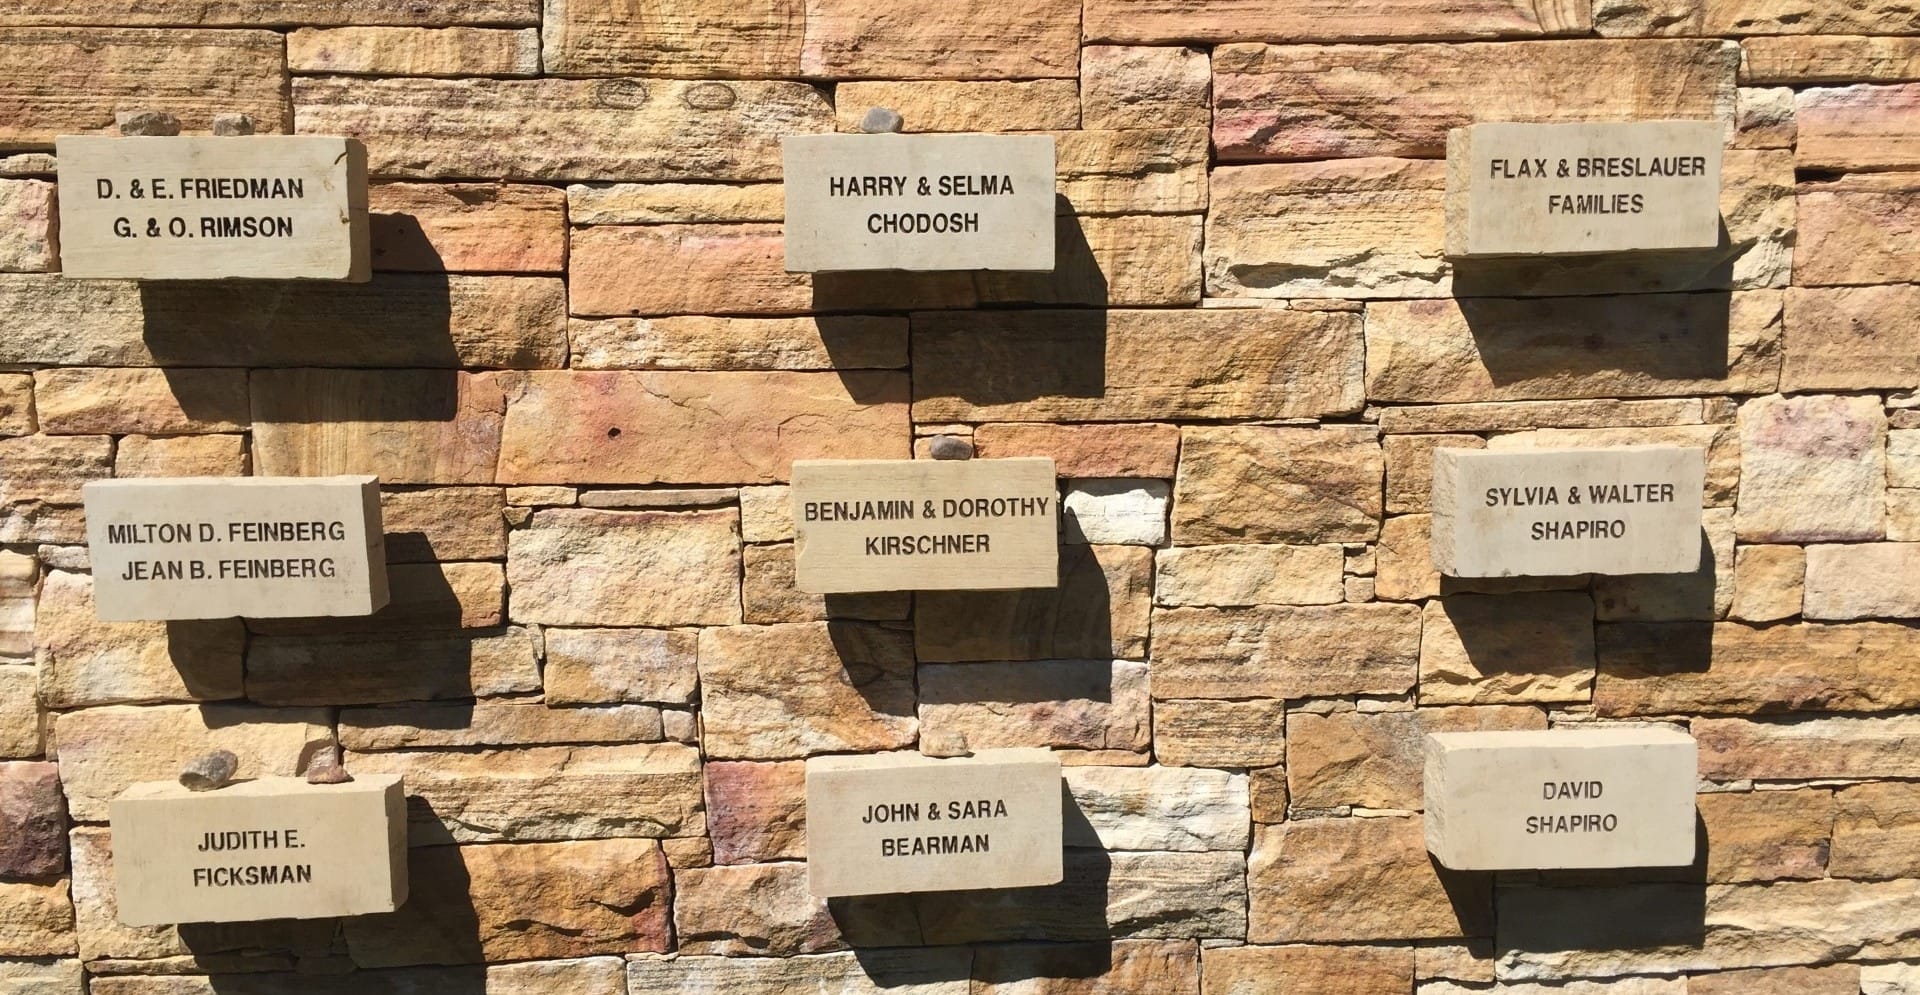 D. & E. FRIEDMAN
G. & O. RIMSON
HARRY & SELMA
CHODOSH
FLAX & BRESLAUER
FAMILIES
MILTON D. FEINBERG
JEAN B. FEINBERG
BENJAMIN & DOROTHY
KIRSCHNER
SYLVIA & WALTER
SHAPIRO
JUDITH E.
FICKSMAN
JOHN & SARA
BEARMAN
DAVID
SHAPIRO